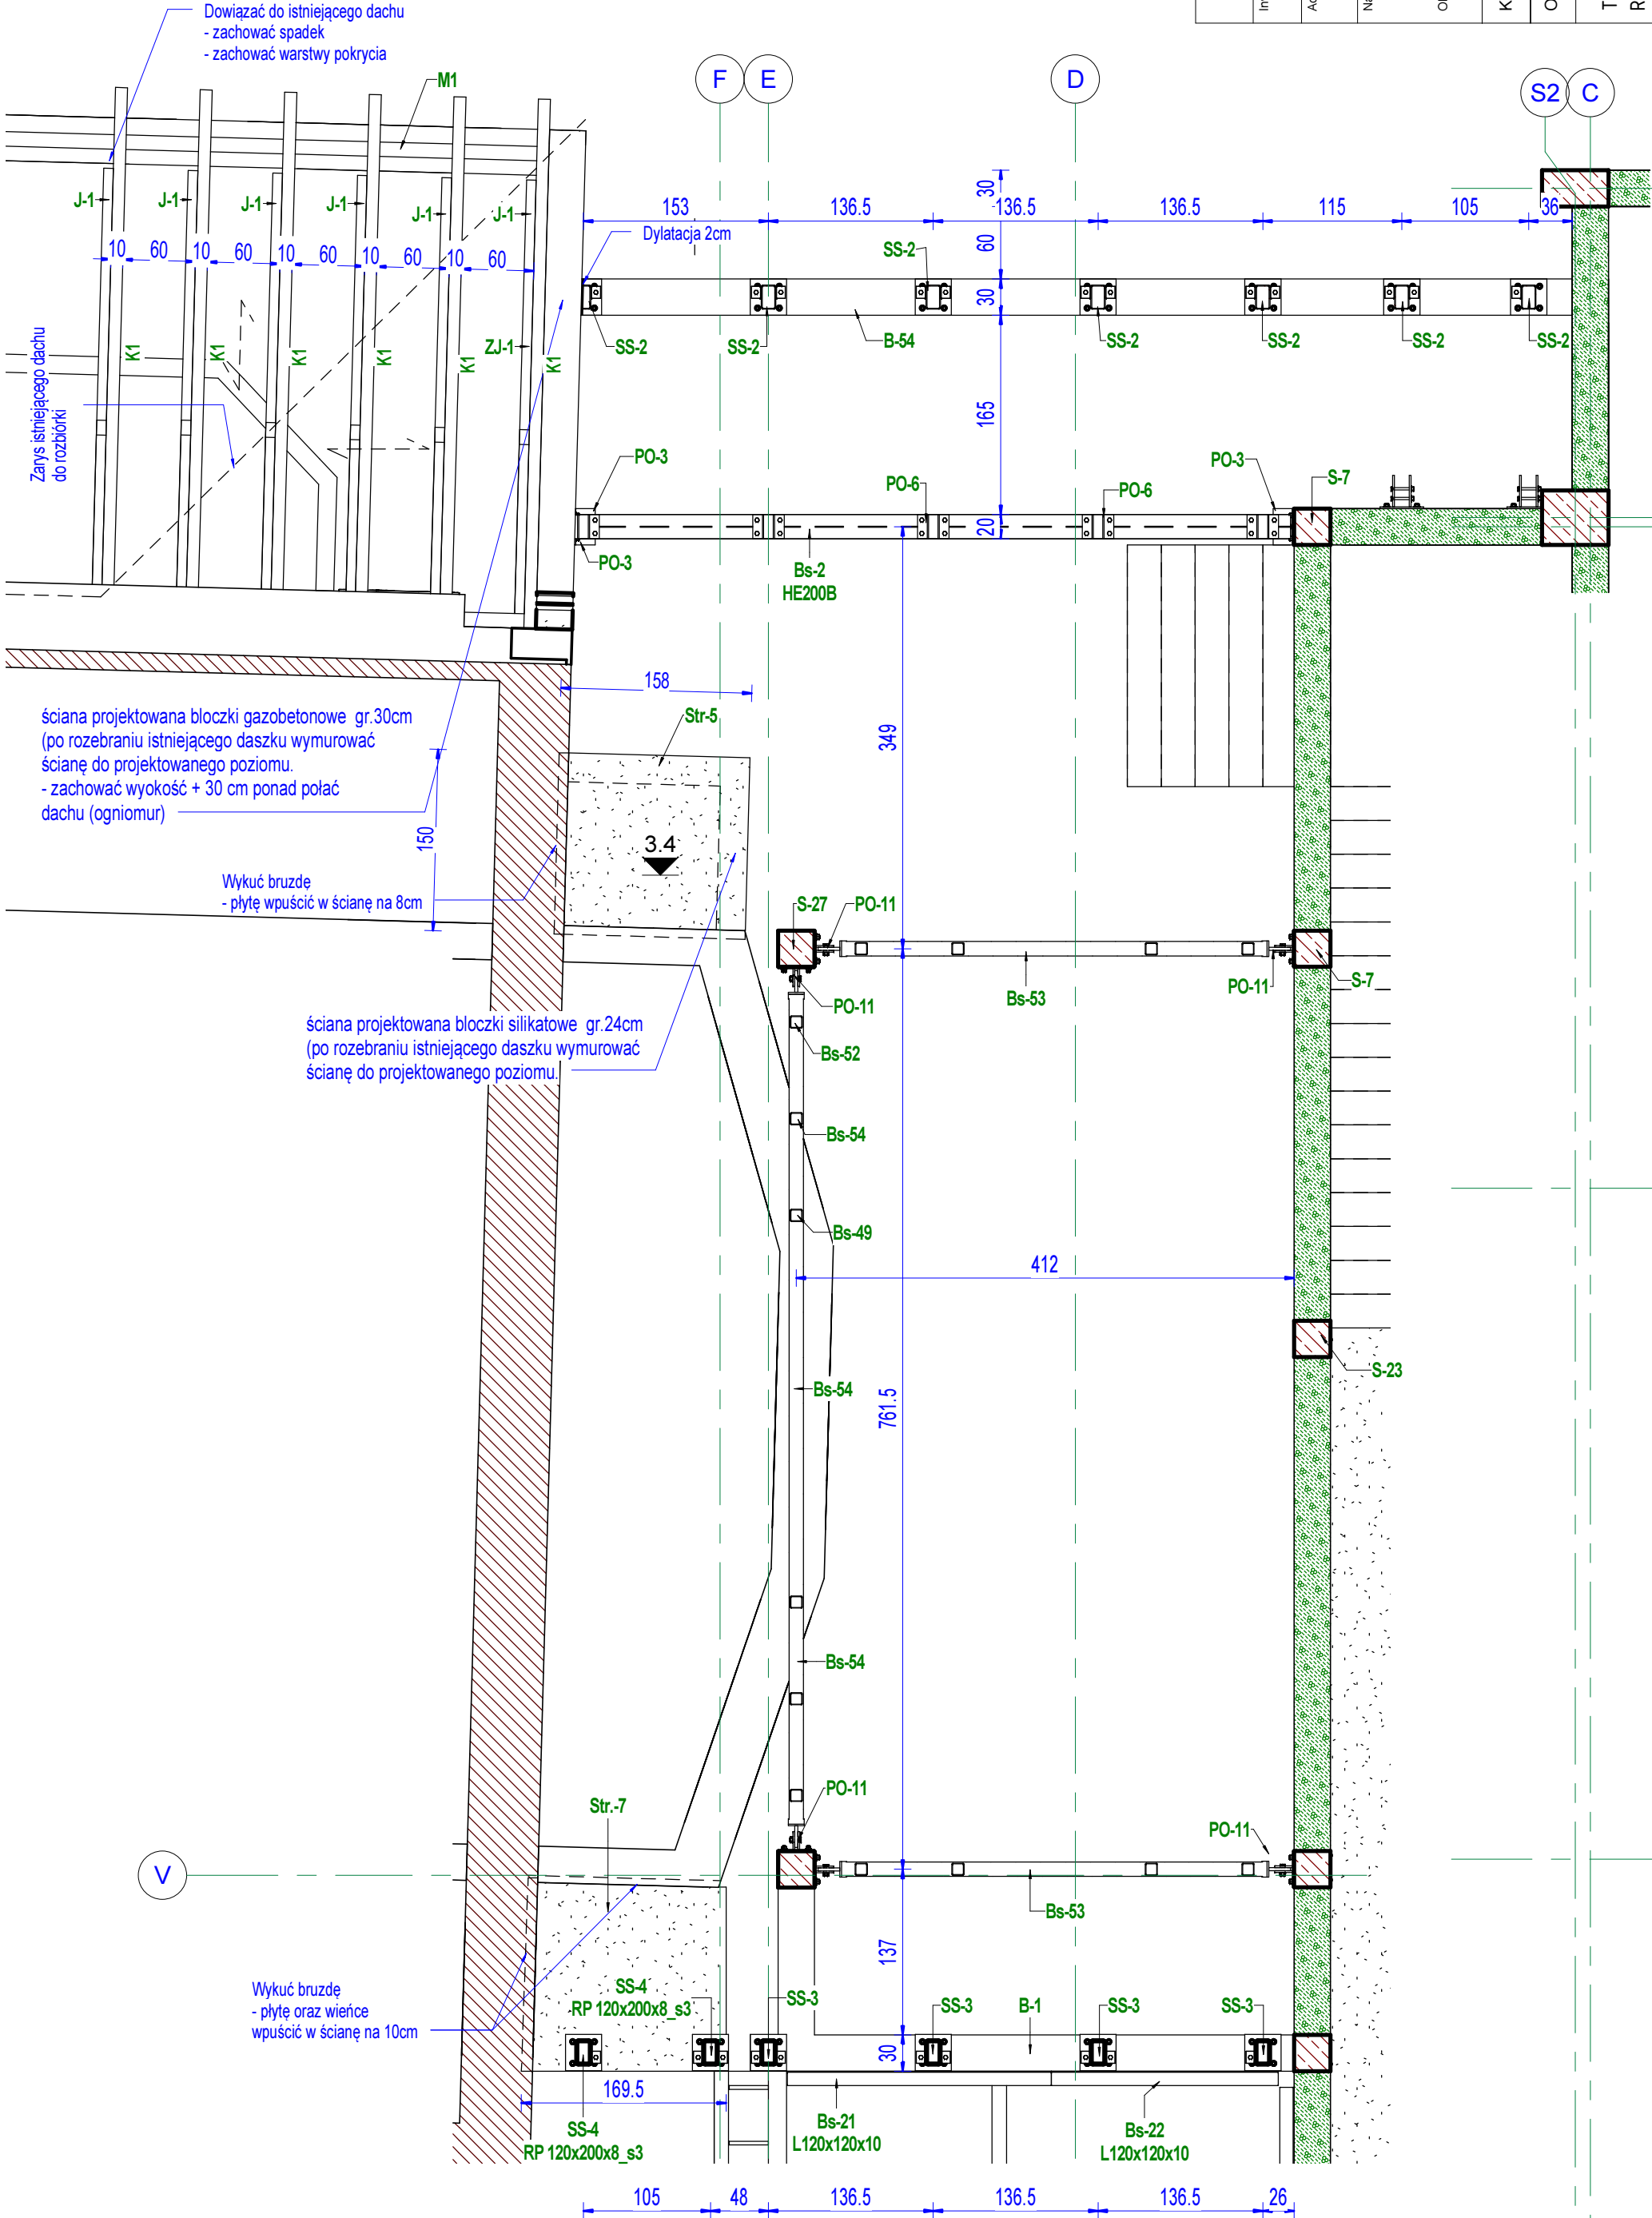 Dowiązać do istniejącego dachu
- zachować spadek
- zachować warstwy pokrycia
M1
F
E
D
S2
C
K
O
T
R
J-1
J-1
J-1
J-1
J-1
J-1
10
60
10
60
10
60
10
60
10
60
K1
K1
K1
K1
K1
K1
ZJ-1
Zarys istniejącego dachu
do rozbiórki
153
136.5
136.5
136.5
115
105
36
30
60
30
165
20
Dylatacja 2cm
SS-2
SS-2
SS-2
B-54
SS-2
SS-2
SS-2
SS-2
PO-3
PO-6
PO-6
PO-3
S-7
PO-3
Bs-2
HE200B
158
Str-5
349
ściana projektowana bloczki gazobetonowe gr.30cm
(po rozebraniu istniejącego daszku wymurować
ścianę do projektowanego poziomu.
- zachować wyokość + 30 cm ponad połać
dachu (ogniomur)
150
3.4
Wykuć bruzdę
- płytę wpuścić w ścianę na 8cm
S-27
PO-11
Bs-53
PO-11
S-7
PO-11
ściana projektowana bloczki silikatowe gr.24cm
(po rozebraniu istniejącego daszku wymurować
ścianę do projektowanego poziomu.
Bs-52
Bs-54
Bs-49
412
S-23
Bs-54
761.5
Bs-54
PO-11
Str.-7
PO-11
V
Bs-53
137
Wykuć bruzdę
- płytę oraz wieńce
wpuścić w ścianę na 10cm
SS-4
RP 120x200x8_s3
SS-3
SS-3
B-1
SS-3
SS-3
30
169.5
SS-4
RP 120x200x8_s3
Bs-21
L120x120x10
Bs-22
L120x120x10
105
48
136.5
136.5
136.5
26